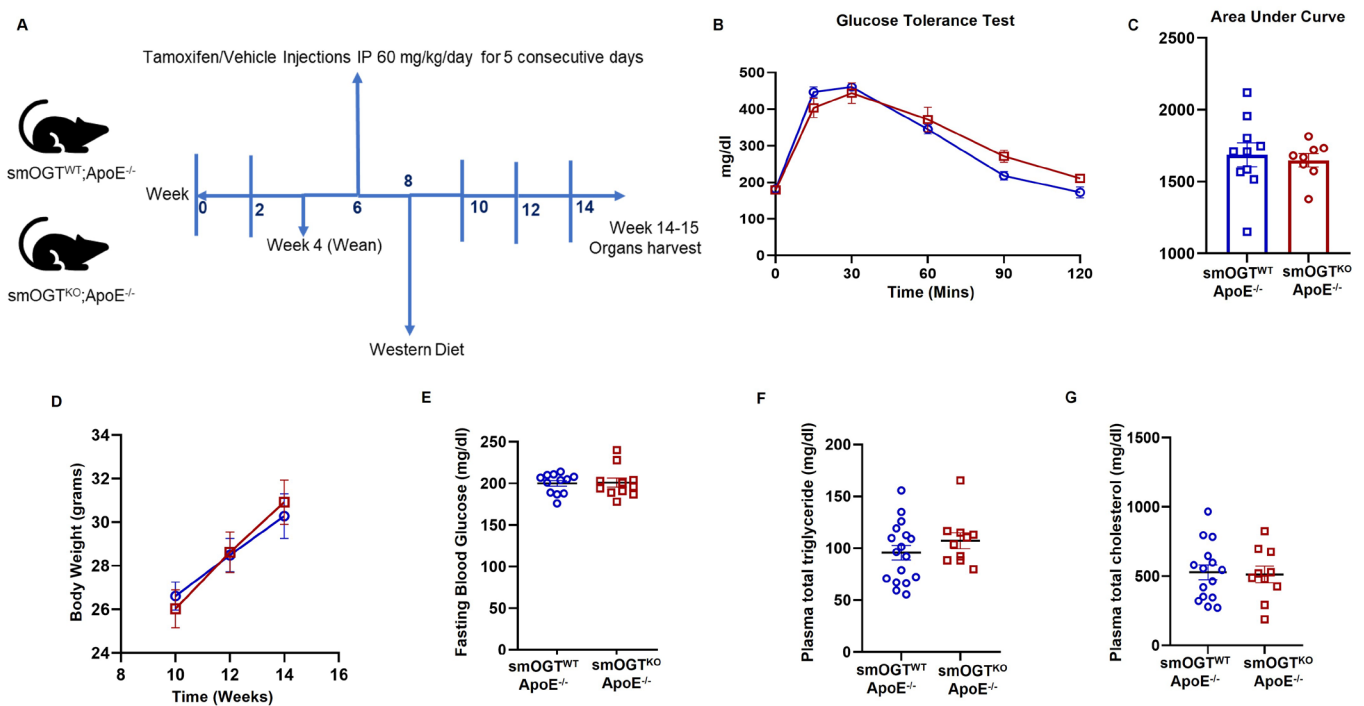 A
Tamoxifen/Vehicle Injections IP 60 mg/kg/day for 5 consecutive days
smOGTWT;ApoE-/-
Week
0
2
6
8
10
12
14
Week 4 (Wean)
Week 14-15
Organs harvest
smOGTKO;ApoE-/-
Western Diet
B
Glucose Tolerance Test
500
400
300
200
100
0
mg/dl
0
30
60
90
120
Time (Mins)
C
Area Under Curve
2500
2000
1500
1000
smOGTWT
ApoE-/-
smOGTKO
ApoE-/-
D
34
32
30
28
26
24
Body Weight (grams)
8
10
12
14
16
Time (Weeks)
E
250
200
150
100
50
0
Fasting Blood Glucose (mg/dl)
smOGTWT
ApoE-/-
smOGTKO
ApoE-/-
F
200
150
100
50
0
Plasma total triglyceride (mg/dl)
smOGTWT
ApoE-/-
smOGTKO
ApoE-/-
G
1500
1000
500
0
Plasma total cholesterol (mg/dl)
smOGTWT
ApoE-/-
smOGTKO
ApoE-/-